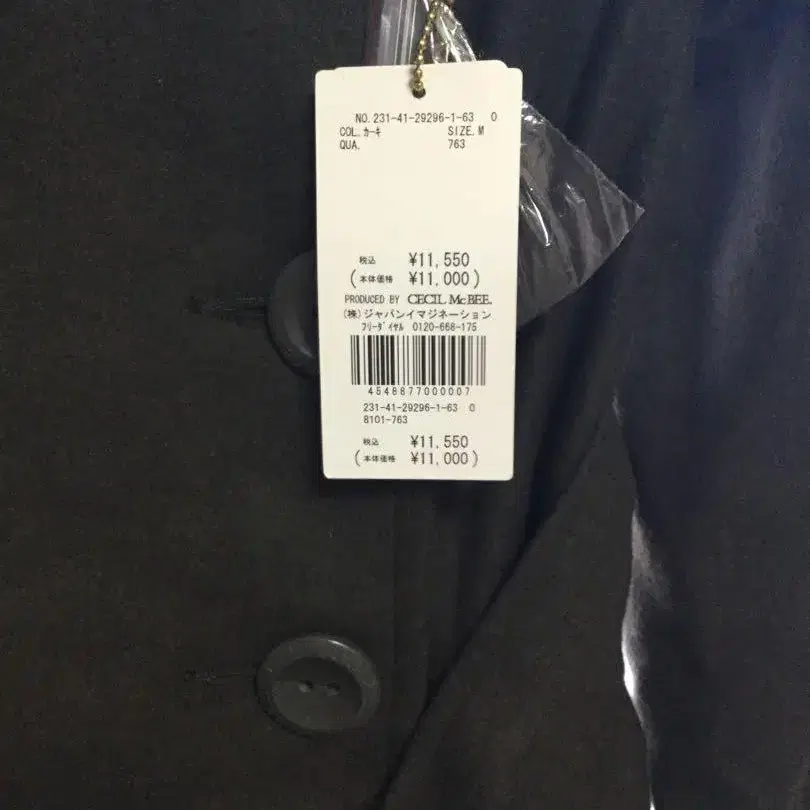 NO.231-41-29296-1-63 0
COL.ｶｰｷ SIZE.M
QUA. 763
税込 ¥11,550
(本体価格 ¥11,000)
PRODUCED BY CECIL McBEE.
(株)ジャパンイマジネーション
ﾌﾘｰﾀﾞｲﾔﾙ 0120-668-175
4548877000007
231-41-29296-1-63 0
8101-763
税込 ¥11,550
(本体価格 ¥11,000)